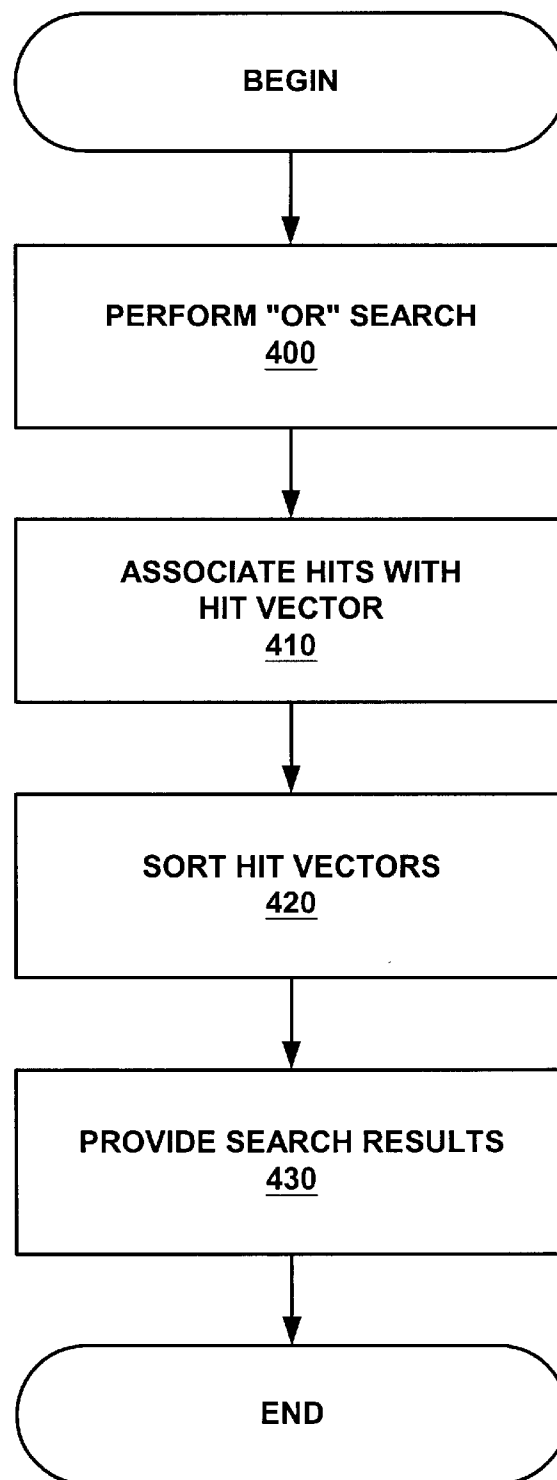 BEGIN
PERFORM "OR" SEARCH
400
ASSOCIATE HITS WITH
HIT VECTOR
410
SORT HIT VECTORS
420
PROVIDE SEARCH RESULTS
430
END